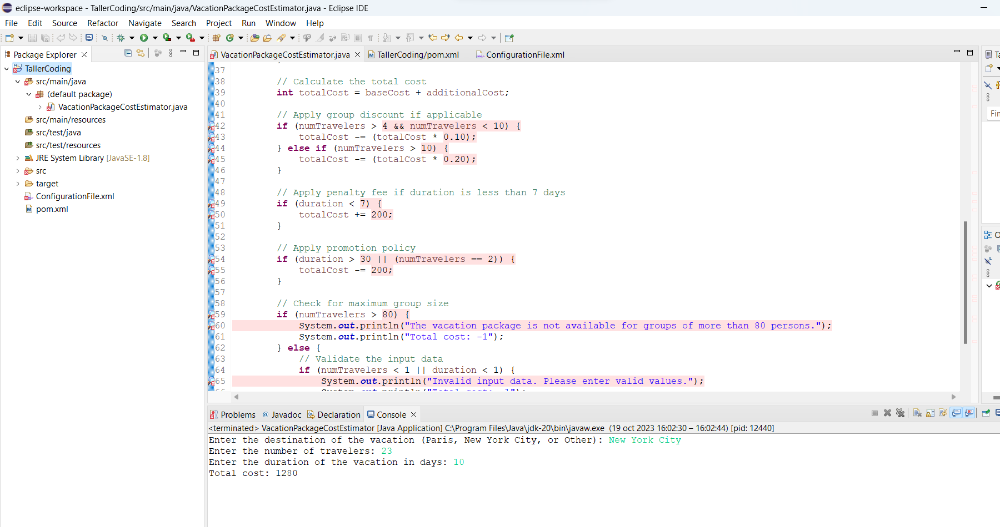 eclipse-workspace - TallerCoding/src/main/java/VacationPackageCostEstimator.java - Eclipse IDE
File Edit Source Refactor Navigate Search Project Run Window Help
Package Explorer
TallerCoding
src/main/java
(default package)
VacationPackageCostEstimator.java
src/main/resources
src/test/java
src/test/resources
JRE System Library [JavaSE-1.8]
src
target
ConfigurationFile.xml
pom.xml
VacationPackageCostEstimator.java TallerCoding/pom.xml ConfigurationFile.xml
37
38 // Calculate the total cost
39 int totalCost = baseCost + additionalCost;
40
41 // Apply group discount if applicable
42 if (numTravelers > 4 && numTravelers < 10) {
43 totalCost -= (totalCost * 0.10);
44 } else if (numTravelers > 10) {
45 totalCost -= (totalCost * 0.20);
46 }
47
48 // Apply penalty fee if duration is less than 7 days
49 if (duration < 7) {
50 totalCost += 200;
51 }
52
53 // Apply promotion policy
54 if (duration > 30 || (numTravelers == 2)) {
55 totalCost -= 200;
56 }
57
58 // Check for maximum group size
59 if (numTravelers > 80) {
60 System.out.println("The vacation package is not available for groups of more than 80 persons.");
61 System.out.println("Total cost: -1");
62 } else {
63 // Validate the input data
64 if (numTravelers < 1 || duration < 1) {
65 System.out.println("Invalid input data. Please enter valid values.");
Problems Javadoc Declaration Console
<terminated> VacationPackageCostEstimator [Java Application] C:\Program Files\Java\jdk-20\bin\javaw.exe (19 oct 2023 16:02:30 – 16:02:44) [pid: 12440]
Enter the destination of the vacation (Paris, New York City, or Other): New York City
Enter the number of travelers: 23
Enter the duration of the vacation in days: 10
Total cost: 1280
Ta
Fin
O